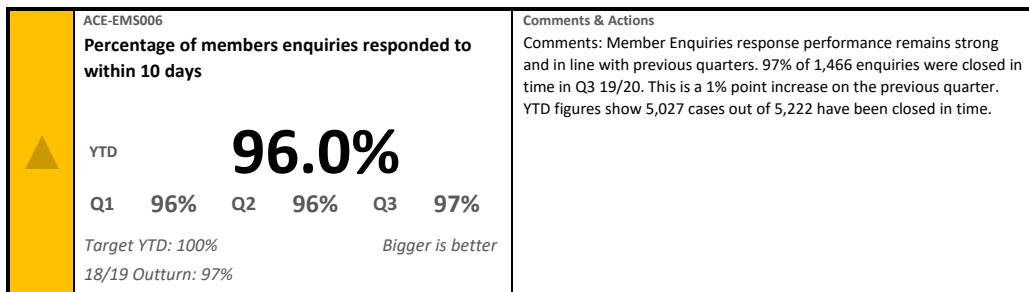 ACE-EMS006
Percentage of members enquiries responded to
within 10 days
YTD 96.0%
Q1 96% Q2 96% Q3 97%
Target YTD: 100% Bigger is better
18/19 Outturn: 97%
Comments & Actions
Comments: Member Enquiries response performance remains strong
and in line with previous quarters. 97% of 1,466 enquiries were closed in
time in Q3 19/20. This is a 1% point increase on the previous quarter.
YTD figures show 5,027 cases out of 5,222 have been closed in time.